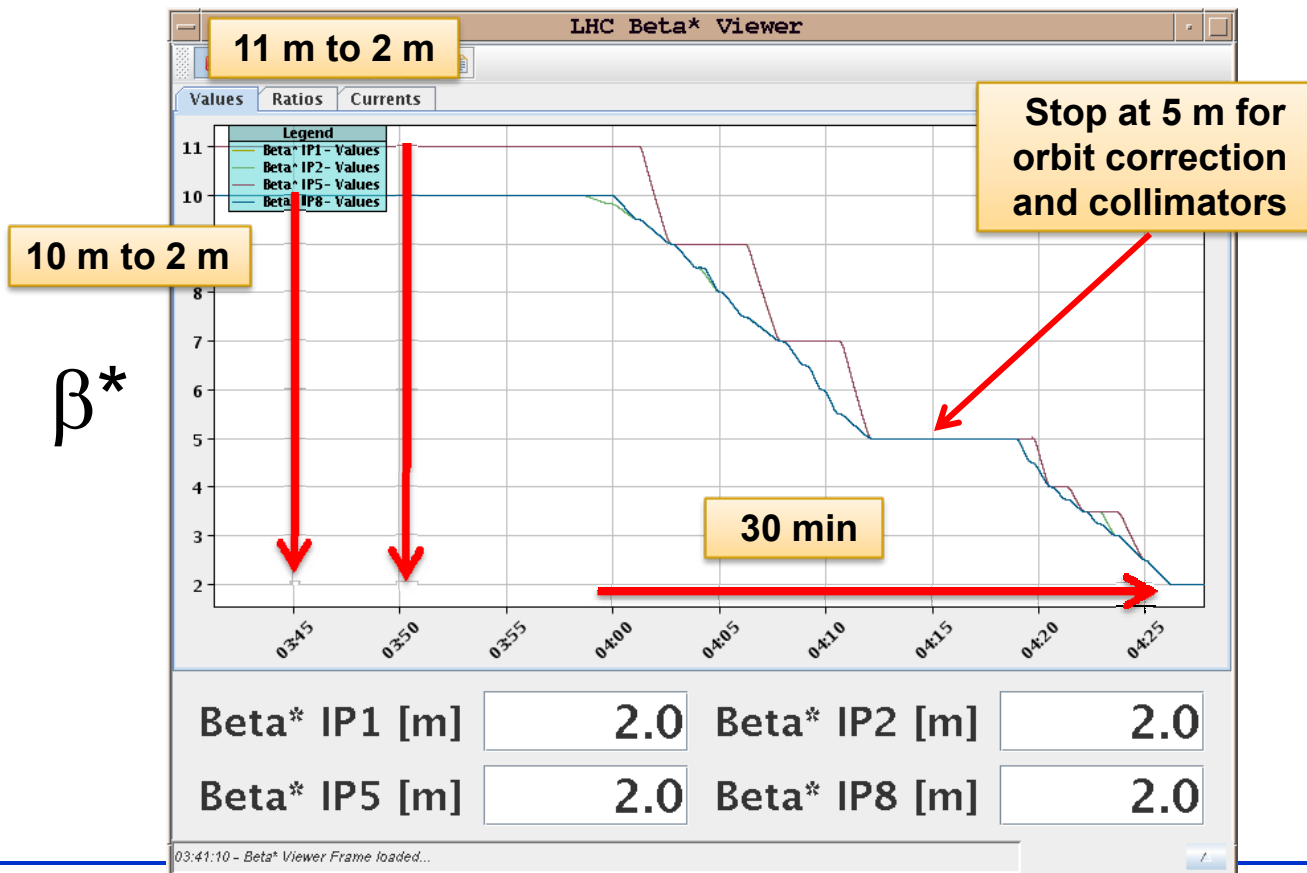 LHC Beta* Viewer
11 m to 2 m
Values Ratios Currents
Stop at 5 m for
orbit correction
and collimators
Legend
Beta* IP1 - Values
Beta* IP2 - Values
Beta* IP5 - Values
Beta* IP8 - Values
11
10
10 m to 2 m
8
7
β*
6
5
4
30 min
3
2
03:45 03:50 03:55 04:00 04:05 04:10 04:15 04:20 04:25
Beta* IP1 [m] 2.0 Beta* IP2 [m] 2.0
Beta* IP5 [m] 2.0 Beta* IP8 [m] 2.0
03:41:10 - Beta* Viewer Frame loaded...